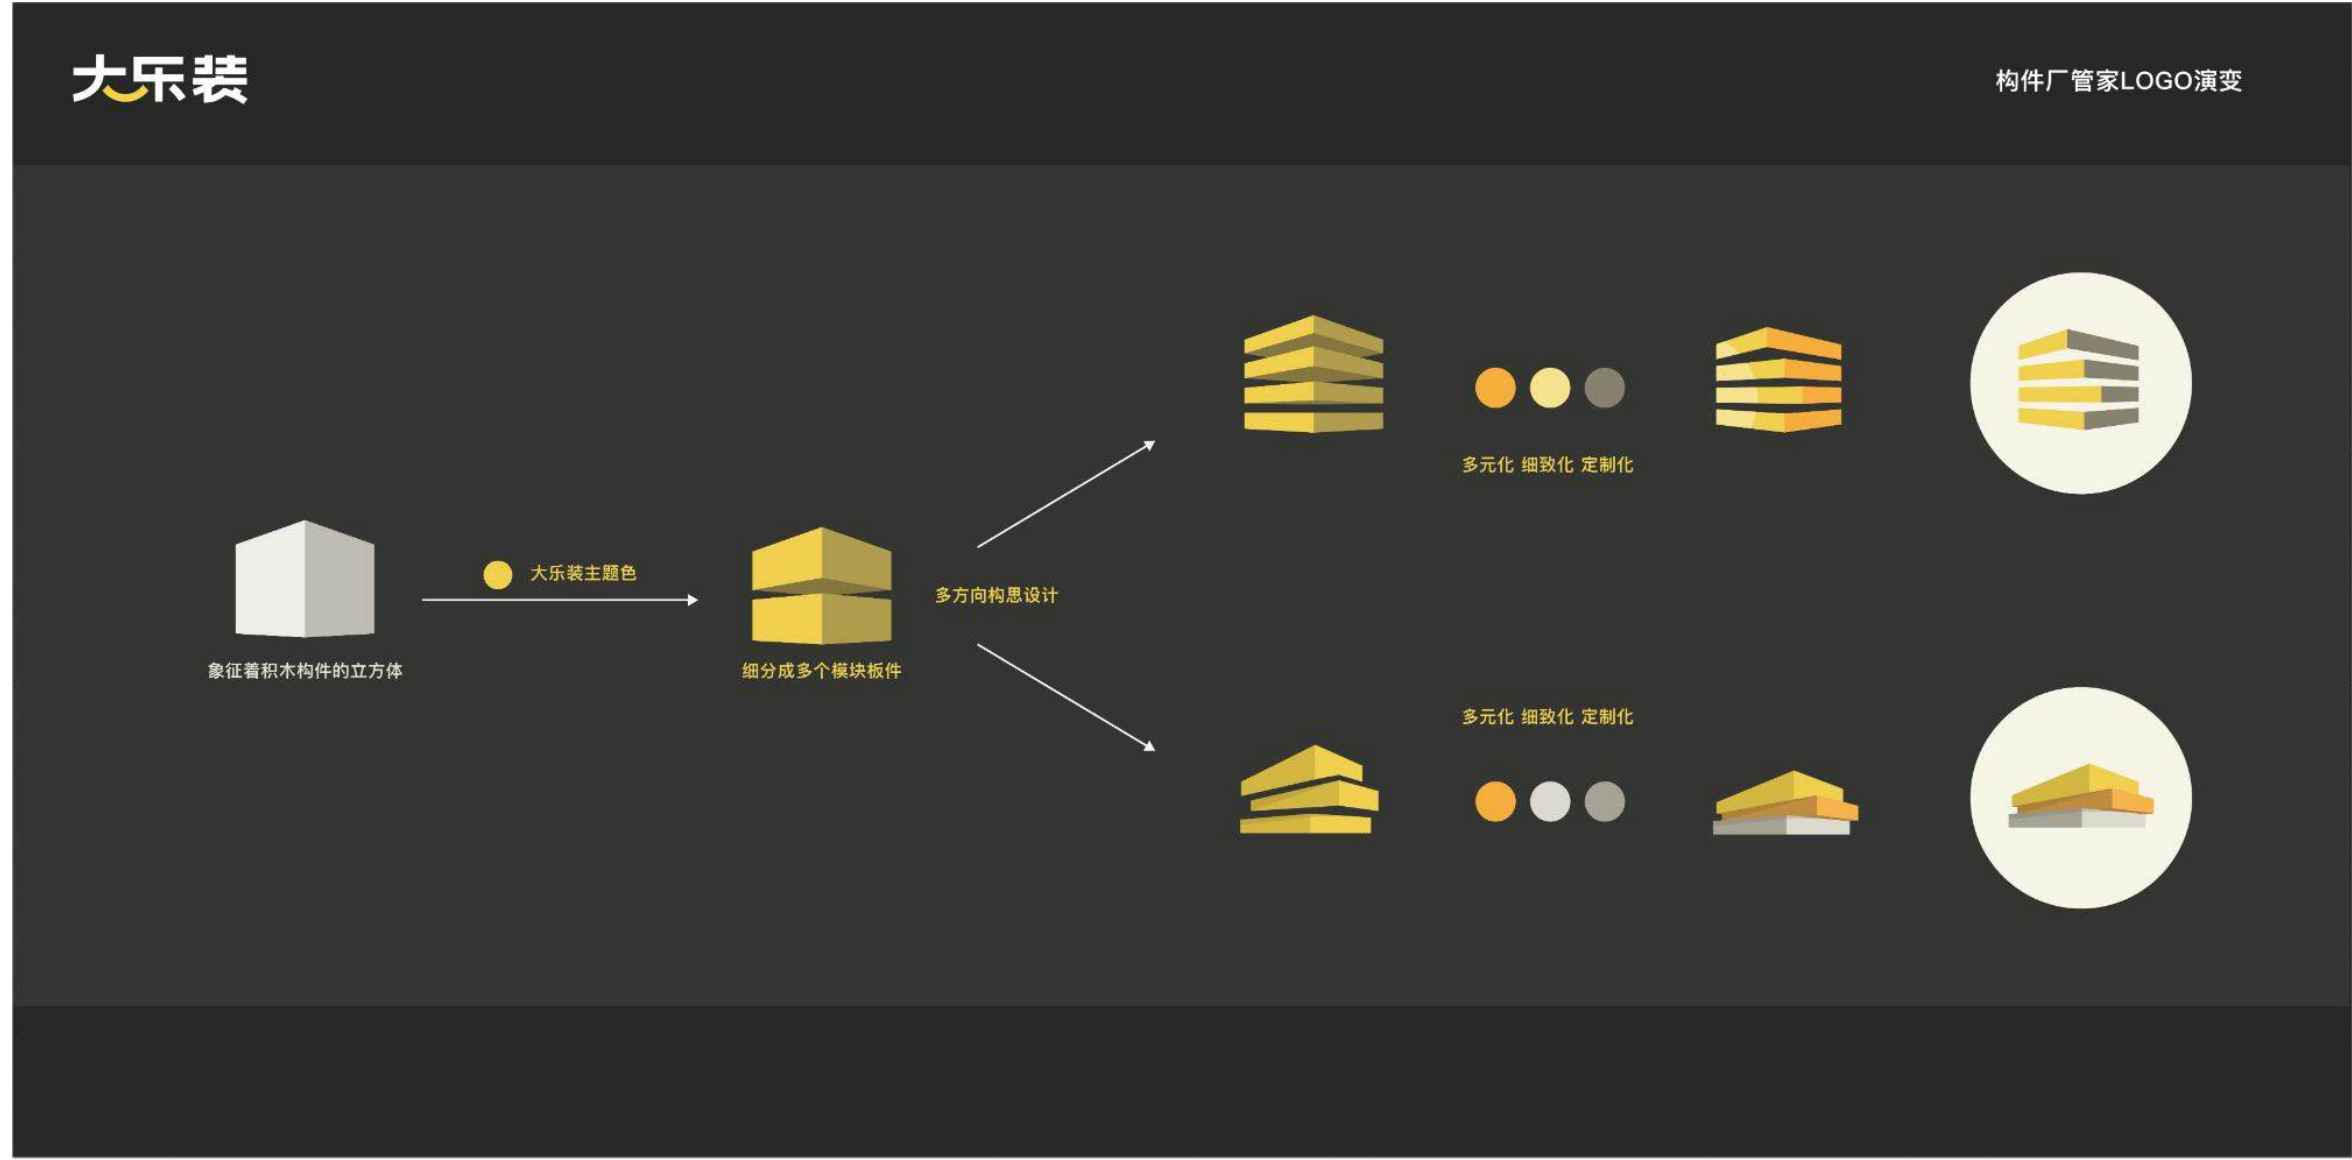 大乐装
构件厂管家LOGO演变
多元化 细致化 定制化
大乐装主题色
多方向构思设计
象征着积木构件的立方体
细分成多个模块板件
多元化 细致化 定制化